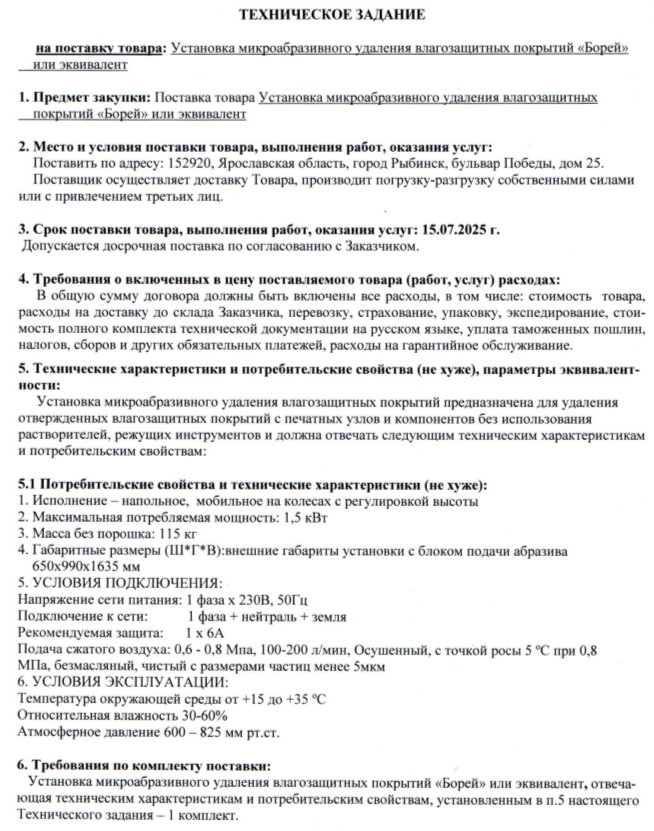 ТЕХНИЧЕСКОЕ ЗАДАНИЕ
на поставку товара: Установка микроабразивного удаления влагозащитных покрытий «Борей»
или эквивалент
1. Предмет закупки: Поставка товара Установка микроабразивного удаления влагозащитных
покрытий «Борей» или эквивалент
2. Место и условия поставки товара, выполнения работ, оказания услуг:
Поставить по адресу: 152920, Ярославская область, город Рыбинск, бульвар Победы, дом 25.
Поставщик осуществляет доставку Товара, производит погрузку-разгрузку собственными силами
или с привлечением третьих лиц.
3. Срок поставки товара, выполнения работ, оказания услуг: 15.07.2025 г.
Допускается досрочная поставка по согласованию с Заказчиком.
4. Требования о включенных в цену поставляемого товара (работ, услуг) расходах:
В общую сумму договора должны быть включены все расходы, в том числе: стоимость товара,
расходы на доставку до склада Заказчика, перевозку, страхование, упаковку, экспедирование, стои-
мость полного комплекта технической документации на русском языке, уплата таможенных пошлин,
налогов, сборов и других обязательных платежей, расходы на гарантийное обслуживание.
5. Технические характеристики и потребительские свойства (не хуже), параметры эквивалент-
ности:
Установка микроабразивного удаления влагозащитных покрытий предназначена для удаления
отвержденных влагозащитных покрытий с печатных узлов и компонентов без использования
растворителей, режущих инструментов и должна отвечать следующим техническим характеристикам
и потребительским свойствам:
5.1 Потребительские свойства и технические характеристики (не хуже):
1. Исполнение – напольное, мобильное на колесах с регулировкой высоты
2. Максимальная потребляемая мощность: 1,5 кВт
3. Масса без порошка: 115 кг
4. Габаритные размеры (Ш*Г*В):внешние габариты установки с блоком подачи абразива
650х990х1635 мм
5. УСЛОВИЯ ПОДКЛЮЧЕНИЯ:
Напряжение сети питания: 1 фаза х 230В, 50Гц
Подключение к сети: 1 фаза + нейтраль + земля
Рекомендуемая защита: 1 х 6А
Подача сжатого воздуха: 0,6 - 0,8 Мпа, 100-200 л/мин, Осушенный, с точкой росы 5 ºС при 0,8
МПа, безмасляный, чистый с размерами частиц менее 5мкм
6. УСЛОВИЯ ЭКСПЛУАТАЦИИ:
Температура окружающей среды от +15 до +35 ºС
Относительная влажность 30-60%
Атмосферное давление 600 – 825 мм рт.ст.
6. Требования по комплекту поставки:
Установка микроабразивного удаления влагозащитных покрытий «Борей» или эквивалент, отвеча-
ющая техническим характеристикам и потребительским свойствам, установленным в п.5 настоящего
Технического задания – 1 комплект.